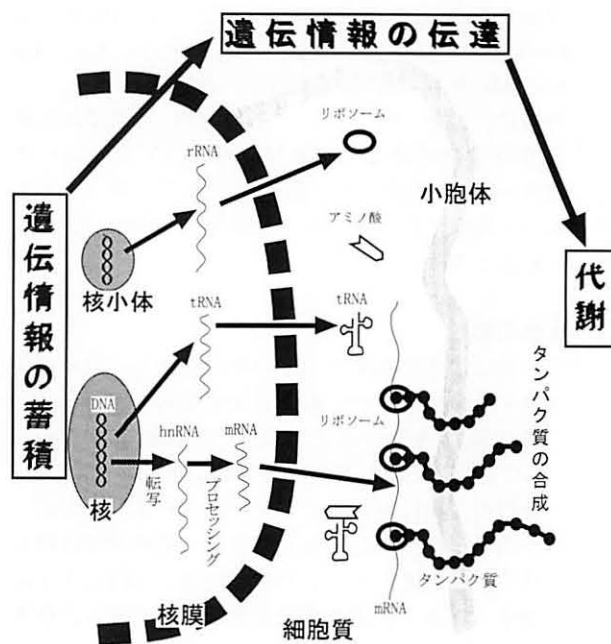 遺伝情報の伝達
リボソーム
rRNA
小胞体
遺伝情報の蓄積
アミノ酸
代謝
核小体
tRNA
tRNA
タンパク質の合成
DNA
hnRNA
mRNA
リボソーム
転写
プロセッシング
核
タンパク質
mRNA
核膜
細胞質